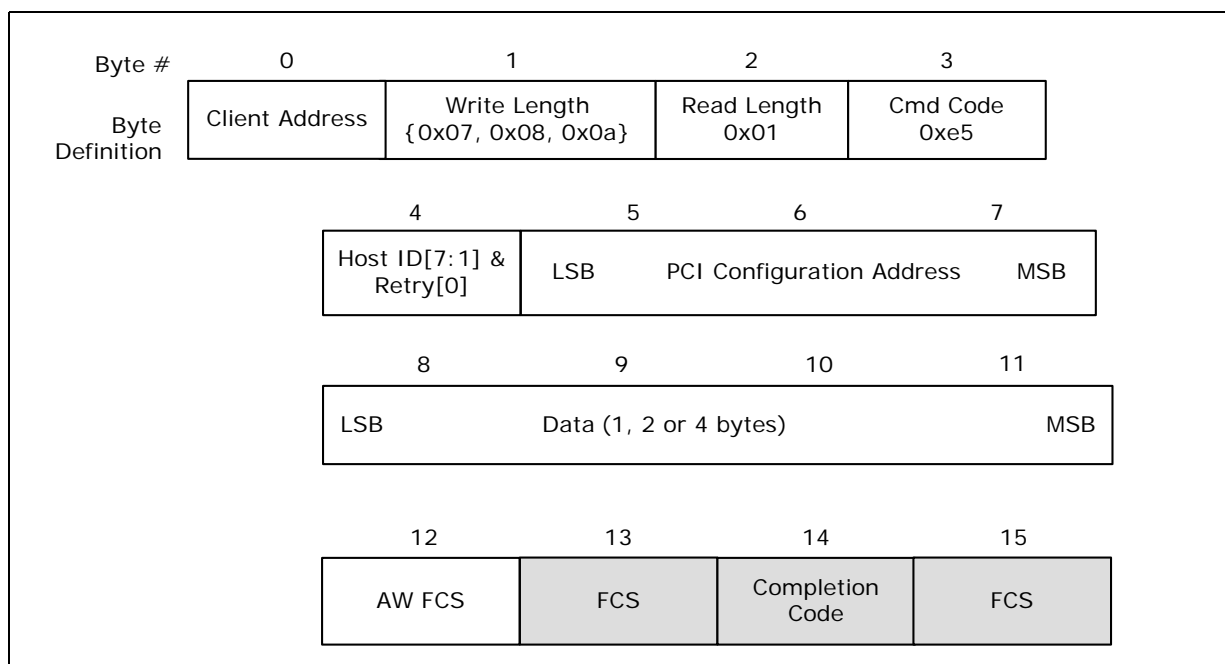 Byte # 0 1 2 3
Byte Definition
Client Address
Write Length
{0x07, 0x08, 0x0a}
Read Length
0x01
Cmd Code
0xe5
4 5 6 7
Host ID[7:1] &
Retry[0]
LSB PCI Configuration Address MSB
8 9 10 11
LSB Data (1, 2 or 4 bytes) MSB
12 13 14 15
AW FCS
FCS
Completion
Code
FCS